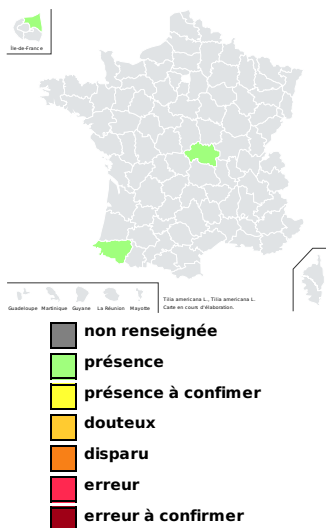 Île-de-France
Guadeloupe Martinique Guyane La Réunion Mayotte
Tilia americana L., Tilia americana L.
Carte en cours d'élaboration.
non renseignée
présence
présence à confimer
douteux
disparu
erreur
erreur à confirmer